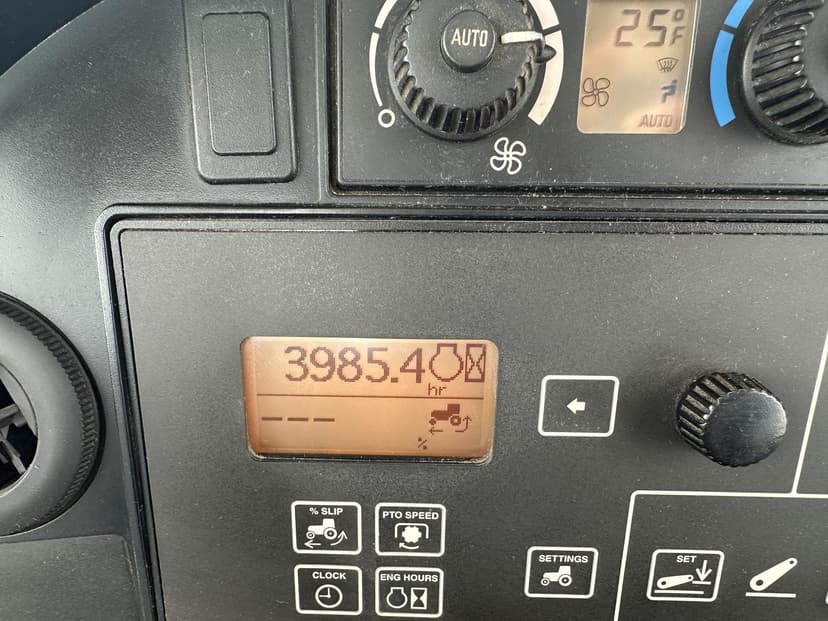 AUTO
25°F
AUTO
3985.4
hr
---
%
% SLIP
PTO SPEED
CLOCK
ENG HOURS
SETTINGS
SET